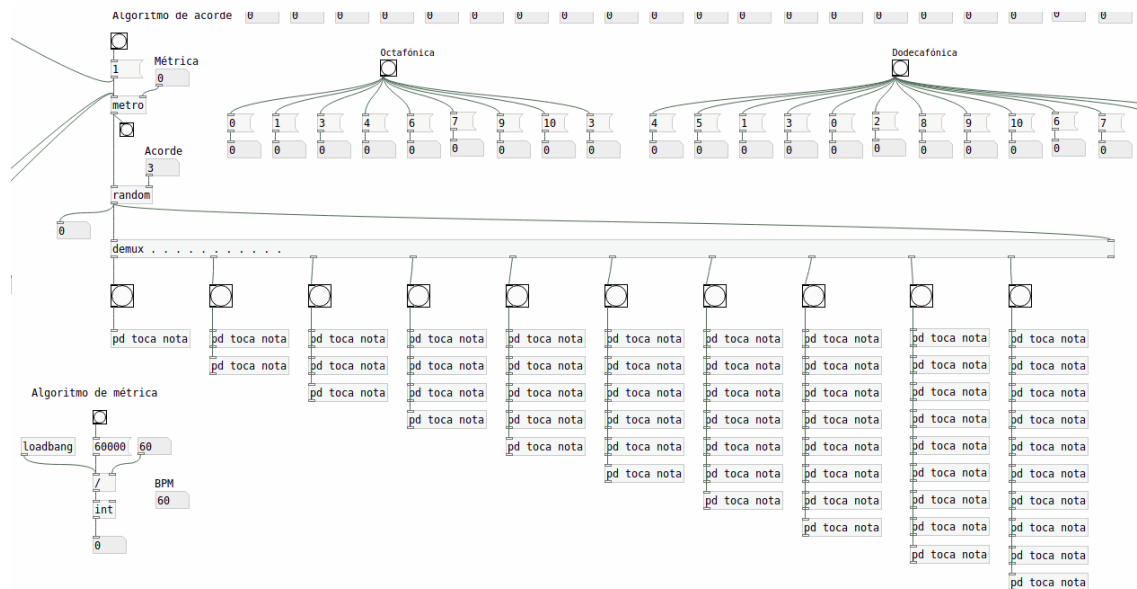 Algoritmo de acorde 0 0 0 0 0 0 0 0 0 0 0 0 0 0 0 0 0 0 0 0
Octafónica Dodecafónica
Métrica
1 0
metro
0 1 3 4 6 7 9 10 3 4 5 1 3 0 2 8 9 10 6 7
0 0 0 0 0 0 0 0 0 0 0 0 0 0 0 0 0 0 0 0
Acorde
3
random
0
demux . . . . . . . . . . .
pd toca nota pd toca nota pd toca nota pd toca nota pd toca nota pd toca nota pd toca nota pd toca nota pd toca nota pd toca nota
pd toca nota pd toca nota pd toca nota pd toca nota pd toca nota pd toca nota pd toca nota pd toca nota pd toca nota
pd toca nota pd toca nota pd toca nota pd toca nota pd toca nota pd toca nota pd toca nota pd toca nota
pd toca nota pd toca nota pd toca nota pd toca nota pd toca nota pd toca nota pd toca nota
pd toca nota pd toca nota pd toca nota pd toca nota pd toca nota pd toca nota
pd toca nota pd toca nota pd toca nota pd toca nota pd toca nota
pd toca nota pd toca nota pd toca nota pd toca nota
pd toca nota pd toca nota pd toca nota
pd toca nota pd toca nota
pd toca nota
Algoritmo de métrica
loadbang 60000 60
/
BPM
60
int
0